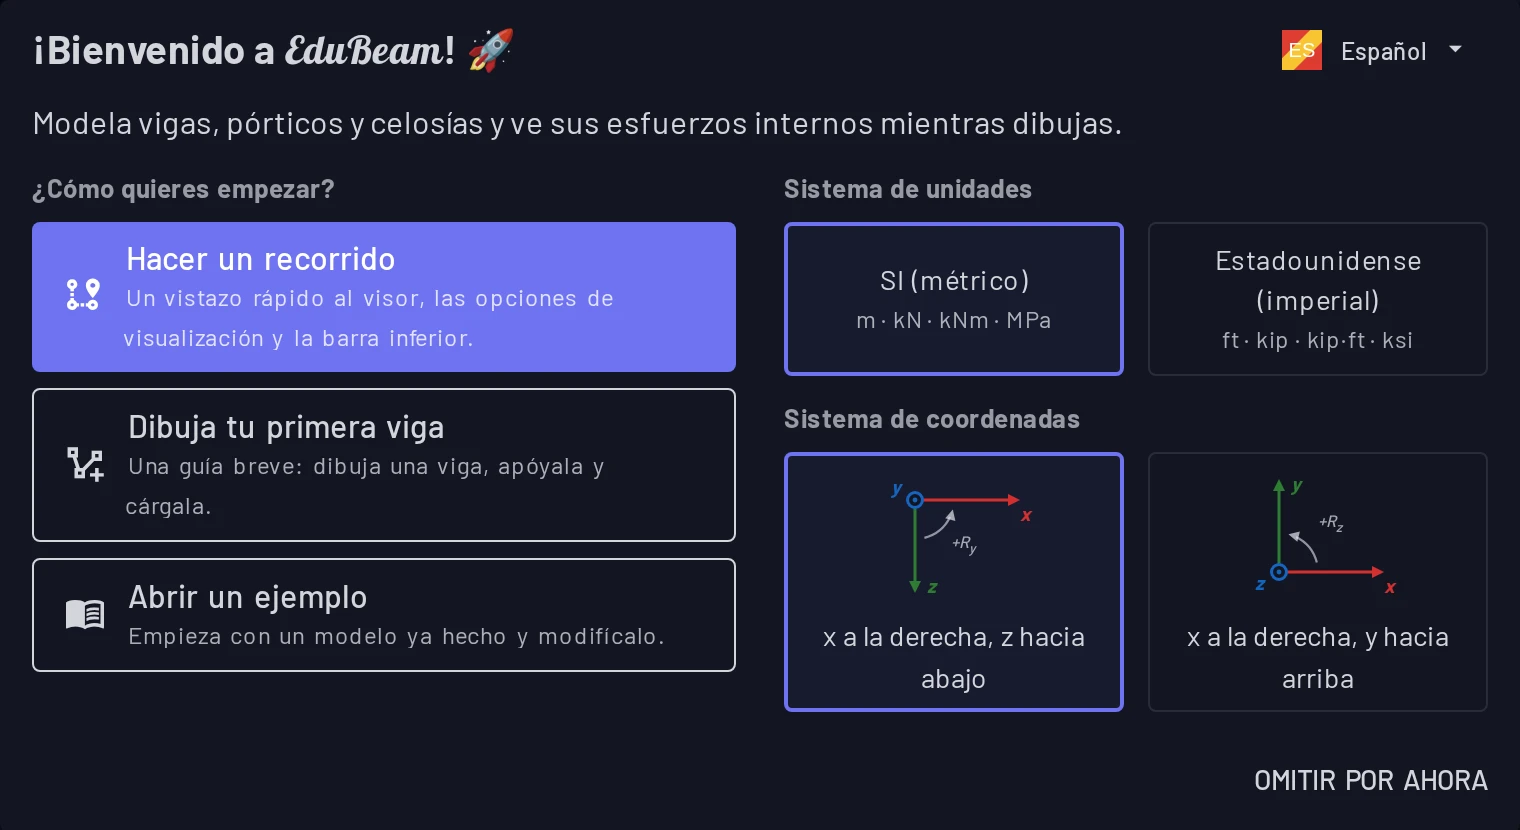 ¡Bienvenido a EduBeam! 🚀
ES Español
Modela vigas, pórticos y celosías y ve sus esfuerzos internos mientras dibujas.
¿Cómo quieres empezar?
Hacer un recorrido
Un vistazo rápido al visor, las opciones de
visualización y la barra inferior.
Dibuja tu primera viga
Una guía breve: dibuja una viga, apóyala y
cárgala.
Abrir un ejemplo
Empieza con un modelo ya hecho y modifícalo.
Sistema de unidades
SI (métrico)
m · kN · kNm · MPa
Estadounidense
(imperial)
ft · kip · kip·ft · ksi
Sistema de coordenadas
y
x
+Ry
z
x a la derecha, z hacia
abajo
y
+Rz
z
x
x a la derecha, y hacia
arriba
OMITIR POR AHORA